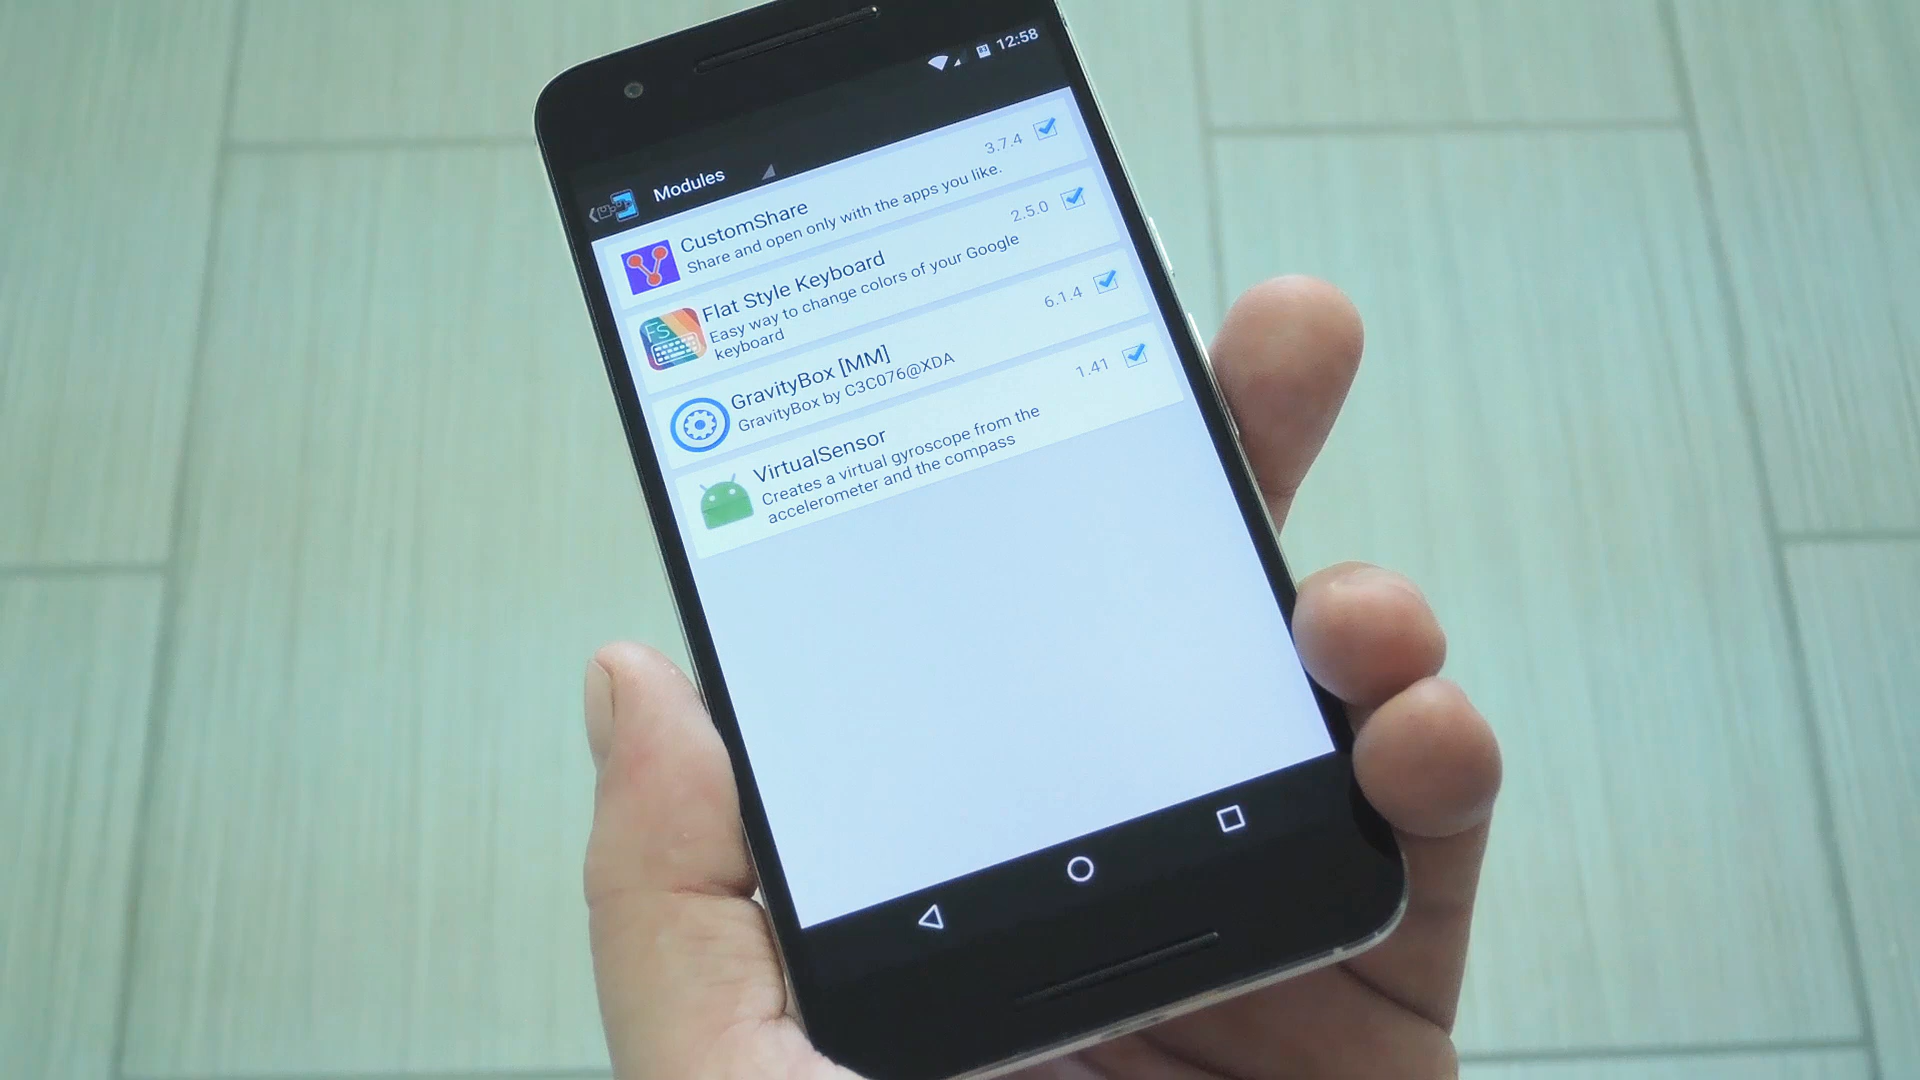 12:58
Modules
CustomShare
3.7.4
Share and open only with the apps you like.
Flat Style Keyboard
2.5.0
Easy way to change colors of your Google
keyboard
FS
GravityBox [MM]
6.1.4
GravityBox by C3C076@XDA
VirtualSensor
1.41
Creates a virtual gyroscope from the
accelerometer and the compass